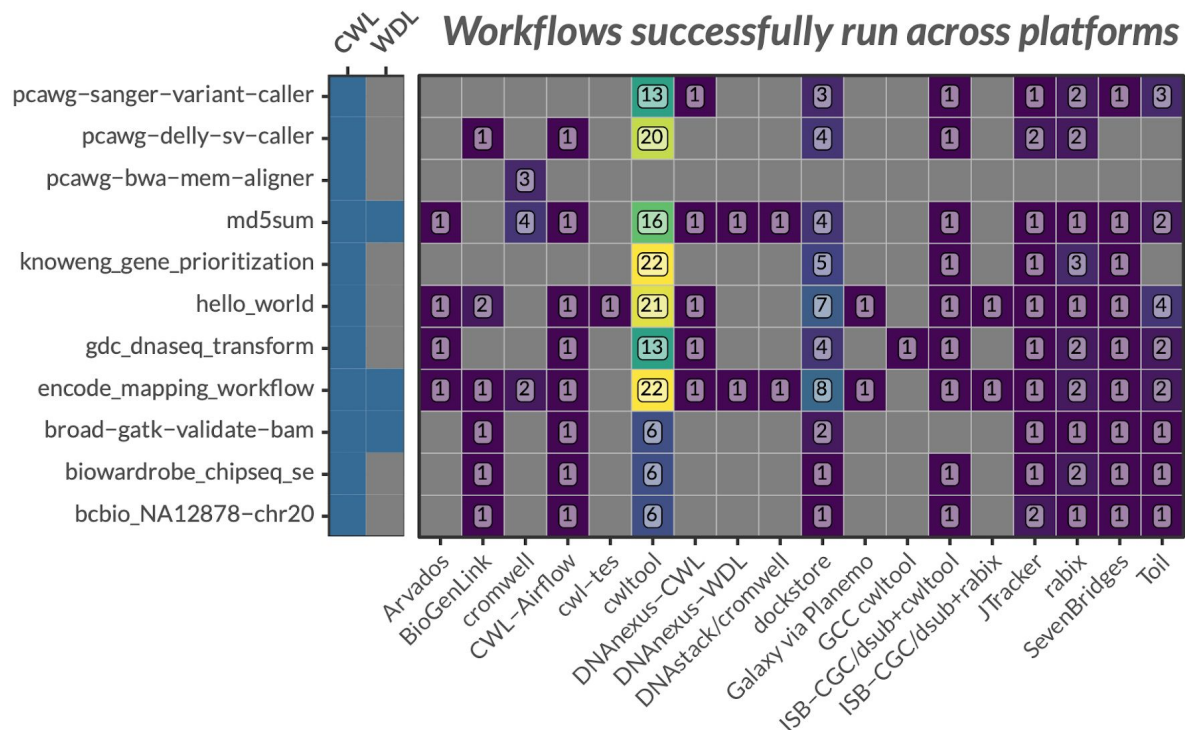 CWL WDL Workflows successfully run across platforms
pcawg−sanger−variant−caller 13 1 3 1 1 2 1 3
pcawg−delly−sv−caller 1 1 20 4 1 2 2
pcawg−bwa−mem−aligner 3
md5sum 1 4 1 16 1 1 1 4 1 1 1 1 2
knoweng_gene_prioritization 22 5 1 1 3 1
hello_world 1 2 1 1 21 1 7 1 1 1 1 1 1 4
gdc_dnaseq_transform 1 1 13 1 4 1 1 1 2 1 2
encode_mapping_workflow 1 1 2 1 22 1 1 1 8 1 1 1 1 2 1 2
broad−gatk−validate−bam 1 1 6 2 1 1 1 1
biowardrobe_chipseq_se 1 1 6 1 1 1 2 1 1
bcbio_NA12878−chr20 1 1 6 1 1 2 1 1 1
Arvados
BioGenLink
cromwell
CWL−Airflow
cwl−tes
cwltool
DNAnexus−CWL
DNAnexus−WDL
DNAstack/cromwell
dockstore
Galaxy via Planemo
GCC cwltool
ISB−CGC/dsub+cwltool
ISB−CGC/dsub+rabix
JTracker
rabix
SevenBridges
Toil